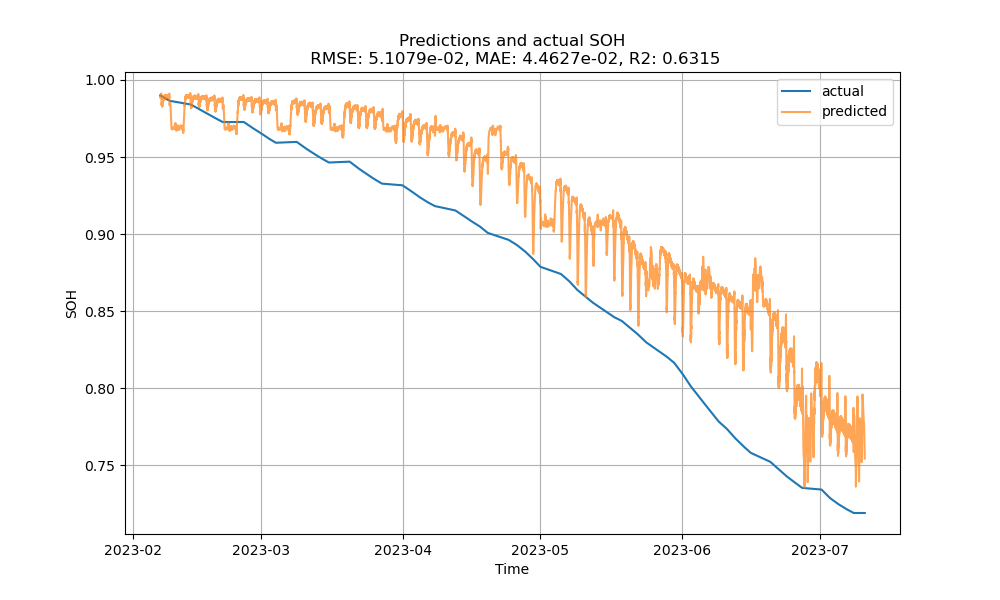 Predictions and actual SOH
RMSE: 5.1079e-02, MAE: 4.4627e-02, R2: 0.6315
actual
predicted
1.00
0.95
0.90
0.85
0.80
0.75
SOH
2023-02
2023-03
2023-04
2023-05
2023-06
2023-07
Time